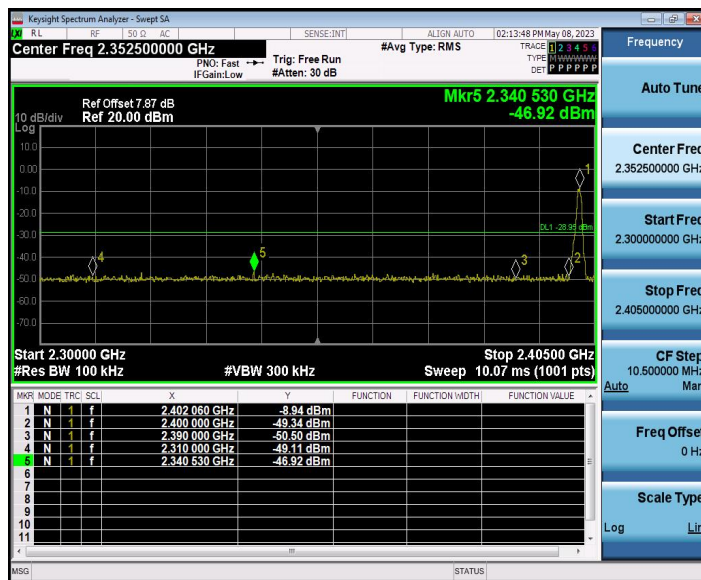 Keysight Spectrum Analyzer - Swept SA
LXI RL RF 50 Ω AC SENSE:INT ALIGN AUTO 02:13:48 PM May 08, 2023
Center Freq 2.352500000 GHz
PNO: Fast
IFGain:Low
Trig: Free Run
#Atten: 30 dB
#Avg Type: RMS
TRACE 1 2 3 4 5 6
TYPE M W W W W W
DET P P P P P P
Ref Offset 7.87 dB
10 dB/div Ref 20.00 dBm
Log
Mkr5 2.340 530 GHz
-46.92 dBm
10.0
0.00
-10.0
-20.0
-30.0
-40.0
-50.0
-60.0
-70.0
DL1 -28.95 dBm
1
2
3
4
5
Start 2.30000 GHz Stop 2.40500 GHz
#Res BW 100 kHz #VBW 300 kHz Sweep 10.07 ms (1001 pts)
MKR MODE TRC SCL X Y FUNCTION FUNCTION WIDTH FUNCTION VALUE
1 N 1 f 2.402 060 GHz -8.94 dBm
2 N 1 f 2.400 000 GHz -49.34 dBm
3 N 1 f 2.390 000 GHz -50.50 dBm
4 N 1 f 2.310 000 GHz -49.11 dBm
5 N 1 f 2.340 530 GHz -46.92 dBm
6
7
8
9
10
11
MSG STATUS
Frequency
Auto Tune
Center Freq
2.352500000 GHz
Start Freq
2.300000000 GHz
Stop Freq
2.405000000 GHz
CF Step
10.500000 MHz
Auto Man
Freq Offset
0 Hz
Scale Type
Log Lin